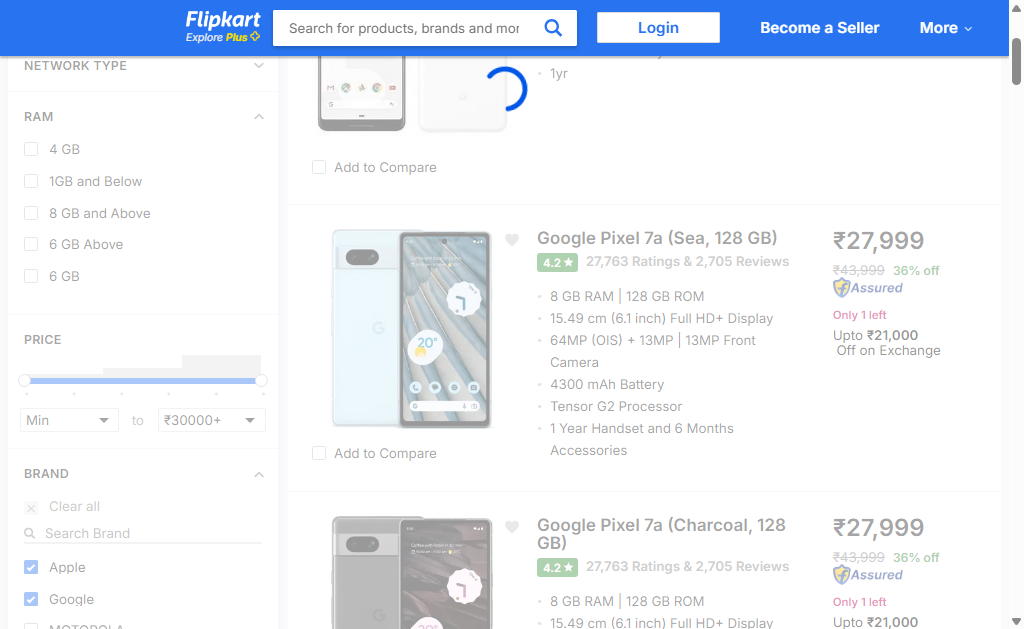 Flipkart
Explore Plus
Search for products, brands and mor
Login
Become a Seller
More
NETWORK TYPE
RAM
4 GB
1GB and Below
8 GB and Above
6 GB Above
6 GB
PRICE
Min
to
₹30000+
BRAND
Clear all
Search Brand
Apple
Google
MOTOROLA
1yr
Add to Compare
Google Pixel 7a (Sea, 128 GB)
4.2
27,763 Ratings & 2,705 Reviews
8 GB RAM | 128 GB ROM
15.49 cm (6.1 inch) Full HD+ Display
64MP (OIS) + 13MP | 13MP Front
Camera
4300 mAh Battery
Tensor G2 Processor
1 Year Handset and 6 Months
Accessories
₹27,999
₹43,999 36% off
Assured
Only 1 left
Upto ₹21,000
Off on Exchange
20°
Add to Compare
Google Pixel 7a (Charcoal, 128
GB)
4.2
27,763 Ratings & 2,705 Reviews
8 GB RAM | 128 GB ROM
15.49 cm (6.1 inch) Full HD+ Display
₹27,999
₹43,999 36% off
Assured
Only 1 left
Upto ₹21,000